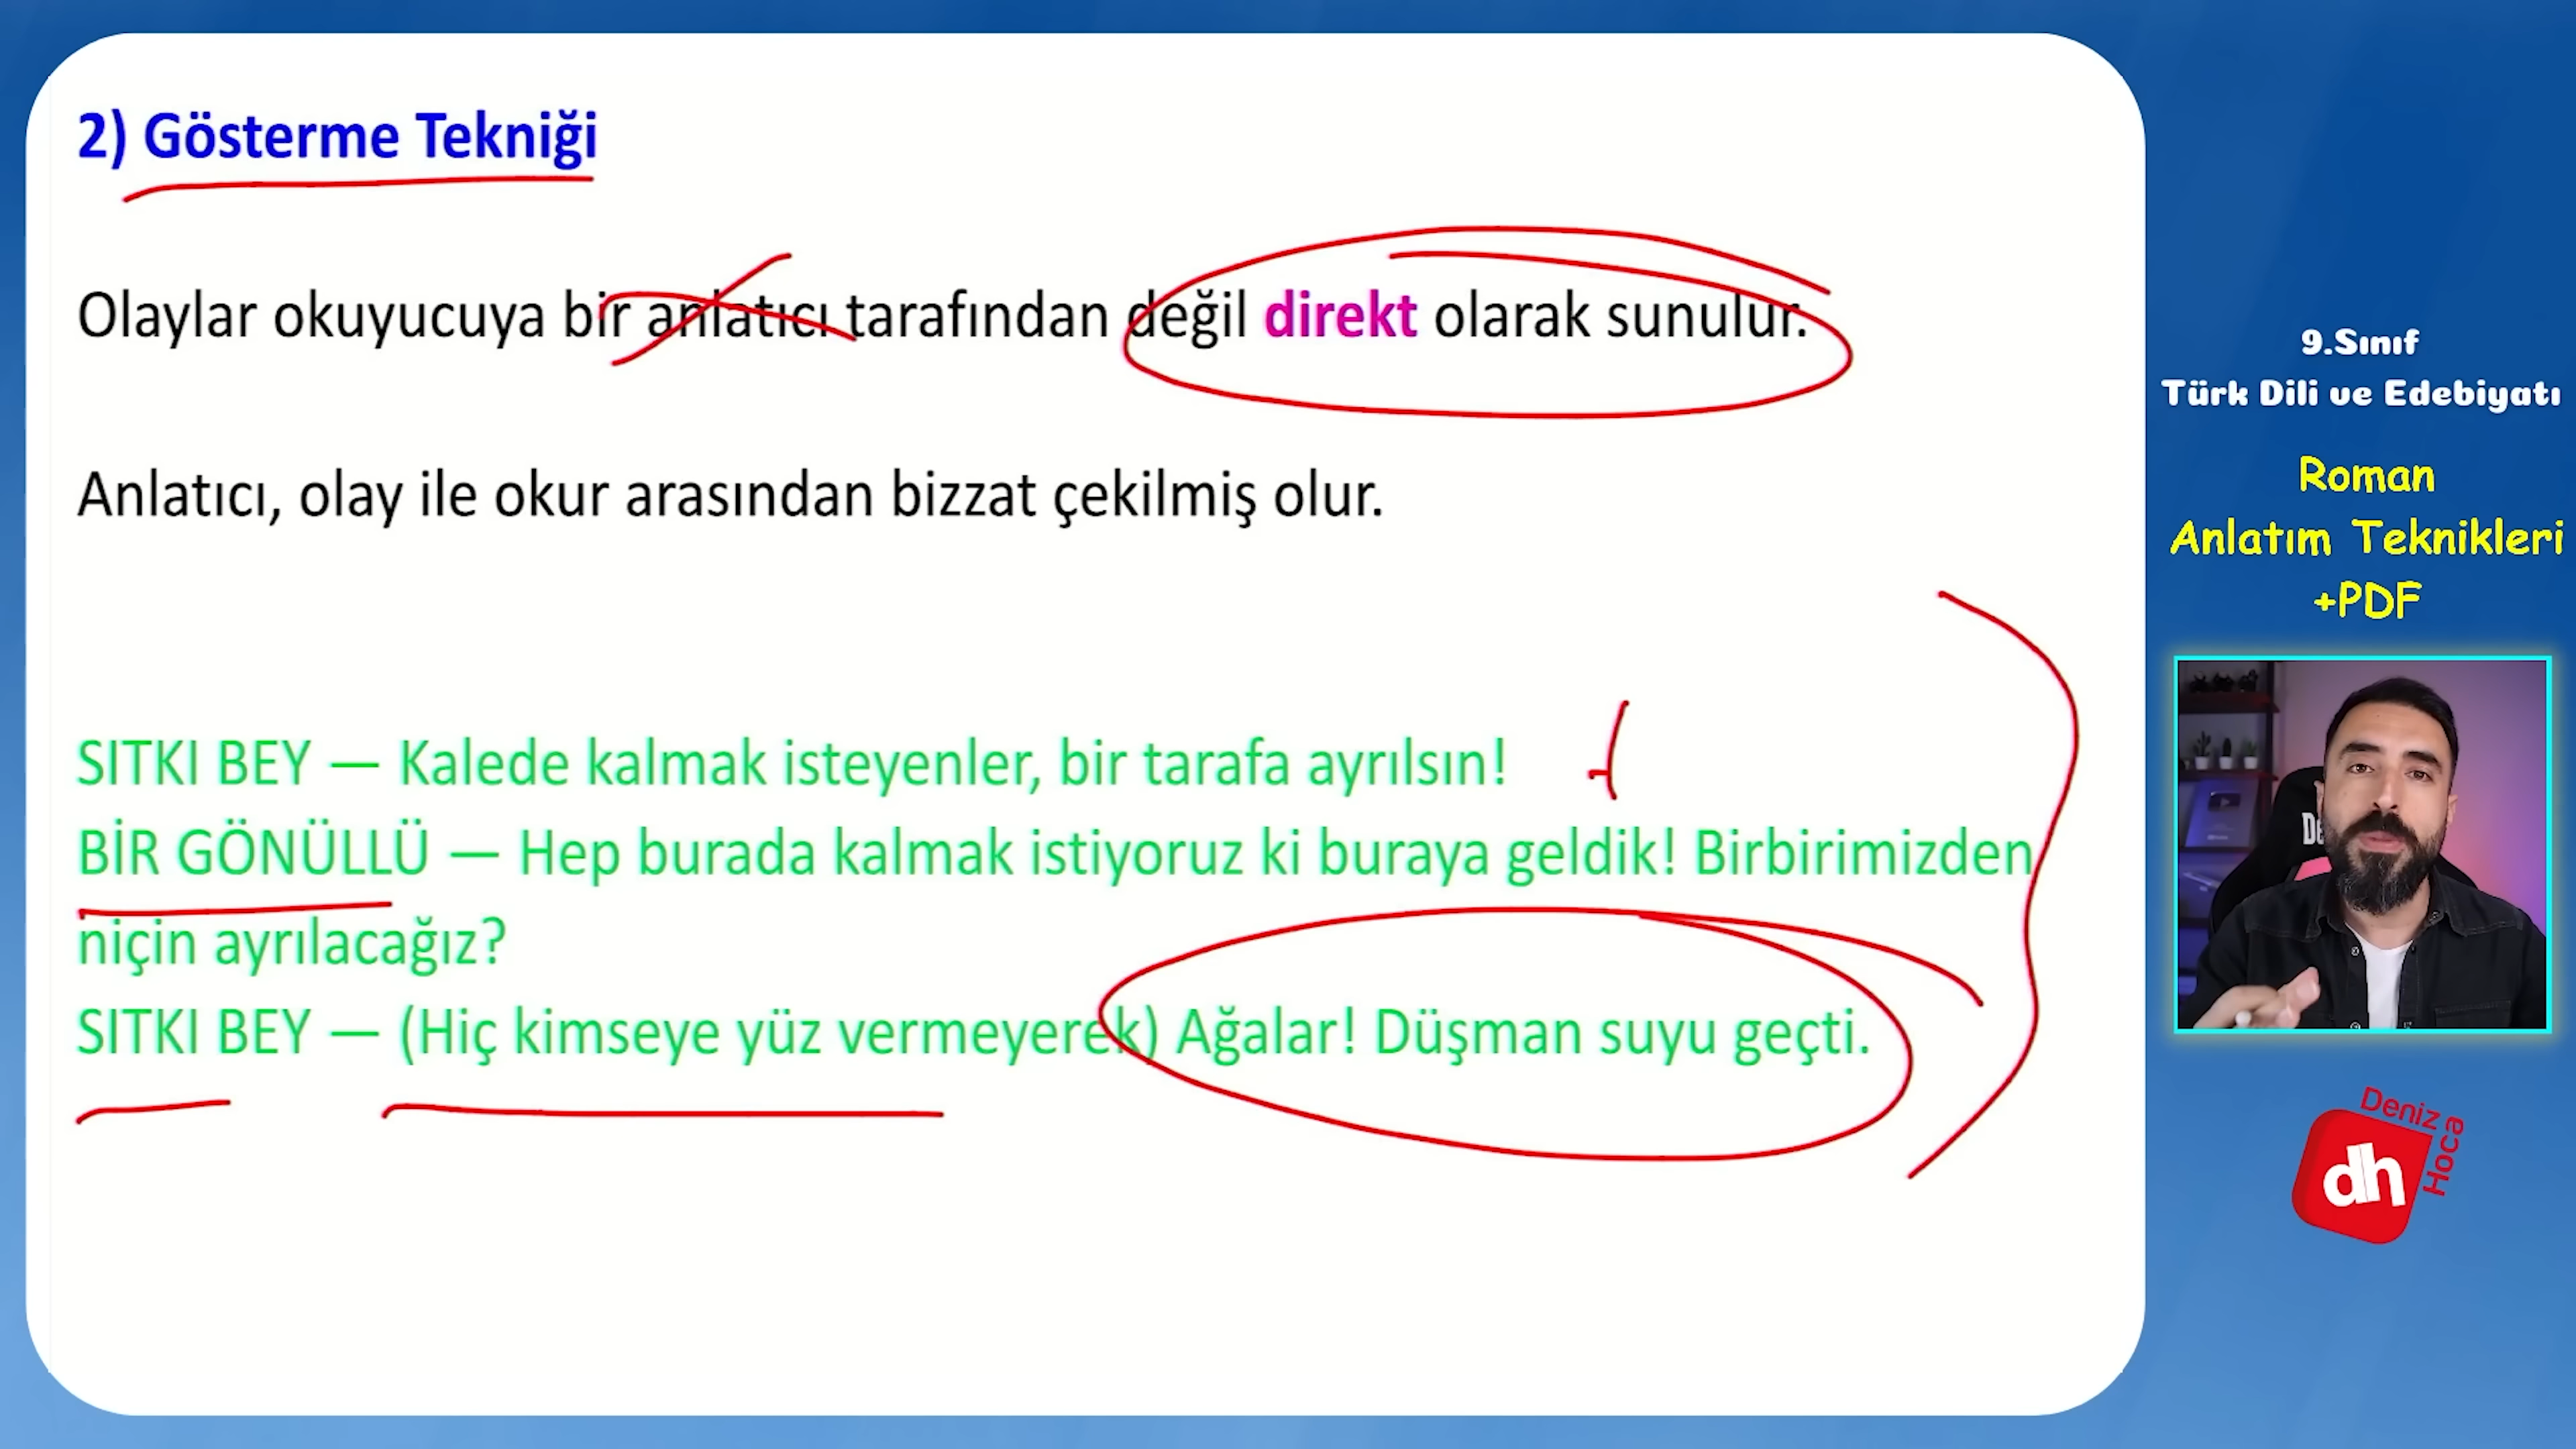 2) Gösterme Tekniği
Olaylar okuyucuya bir anlatıcı tarafından değil direkt olarak sunulur.
Anlatıcı, olay ile okur arasından bizzat çekilmiş olur.
SITKI BEY — Kalede kalmak isteyenler, bir tarafa ayrılsın!
BİR GÖNÜLLÜ — Hep burada kalmak istiyoruz ki buraya geldik! Birbirimizden
niçin ayrılacağız?
SITKI BEY — (Hiç kimseye yüz vermeyerek) Ağalar! Düşman suyu geçti.
9.Sınıf
Türk Dili ve Edebiyatı
Roman
Anlatım Teknikleri
+PDF
De
Deniz
Hoca
dh